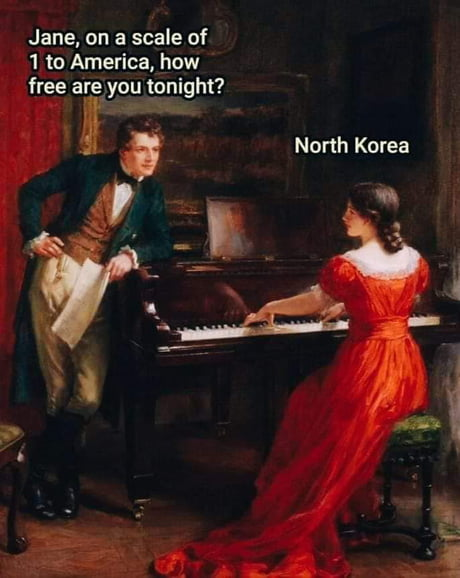 Jane, on a scale of
1 to America, how
free are you tonight?
North Korea